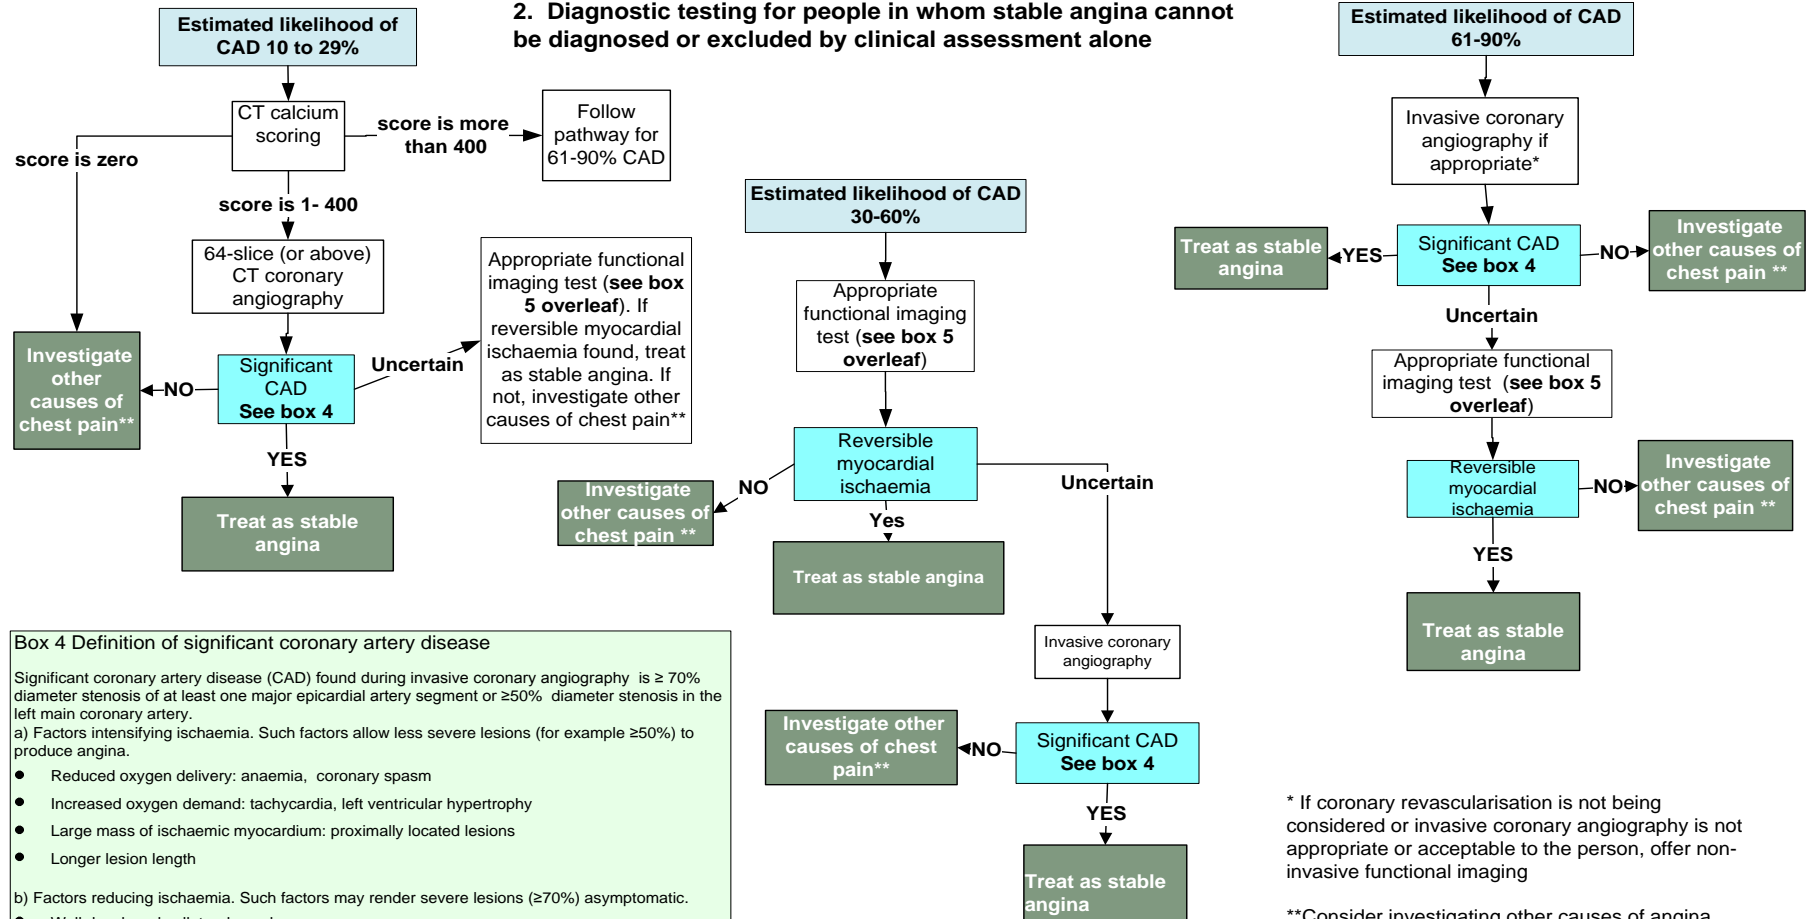 2. Diagnostic testing for people in whom stable angina cannot
be diagnosed or excluded by clinical assessment alone
Estimated likelihood of
CAD 10 to 29%
CT calcium
scoring
score is more
than 400
Follow
pathway for
61-90% CAD
score is zero
score is 1- 400
64-slice (or above)
CT coronary
angiography
Investigate
other
causes of
chest pain**
NO
Significant
CAD
See box 4
Uncertain
Appropriate functional
imaging test (see box
5 overleaf). If
reversible myocardial
ischaemia found, treat
as stable angina. If
not, investigate other
causes of chest pain**
YES
Treat as stable
angina
Estimated likelihood of CAD
30-60%
Appropriate
functional imaging
test (see box 5
overleaf)
Reversible
myocardial
ischaemia
NO
Investigate
other causes of
chest pain **
Yes
Treat as stable angina
Uncertain
Invasive coronary
angiography
Significant CAD
See box 4
NO
Investigate other
causes of chest
pain**
YES
Treat as stable
angina
Estimated likelihood of CAD
61-90%
Invasive coronary
angiography if
appropriate*
Significant CAD
See box 4
YES
Treat as stable
angina
NO
Investigate
other causes of
chest pain **
Uncertain
Appropriate functional
imaging test (see box 5
overleaf)
Reversible
myocardial
ischaemia
NO
Investigate
other causes of
chest pain **
YES
Treat as stable
angina
Box 4 Definition of significant coronary artery disease
Significant coronary artery disease (CAD) found during invasive coronary angiography is ≥ 70%
diameter stenosis of at least one major epicardial artery segment or ≥50% diameter stenosis in the
left main coronary artery.
a) Factors intensifying ischaemia. Such factors allow less severe lesions (for example ≥50%) to
produce angina.
● Reduced oxygen delivery: anaemia, coronary spasm
● Increased oxygen demand: tachycardia, left ventricular hypertrophy
● Large mass of ischaemic myocardium: proximally located lesions
● Longer lesion length
b) Factors reducing ischaemia. Such factors may render severe lesions (≥70%) asymptomatic.
* If coronary revascularisation is not being
considered or invasive coronary angiography is not
appropriate or acceptable to the person, offer non-
invasive functional imaging
**Consider investigating other causes of angina